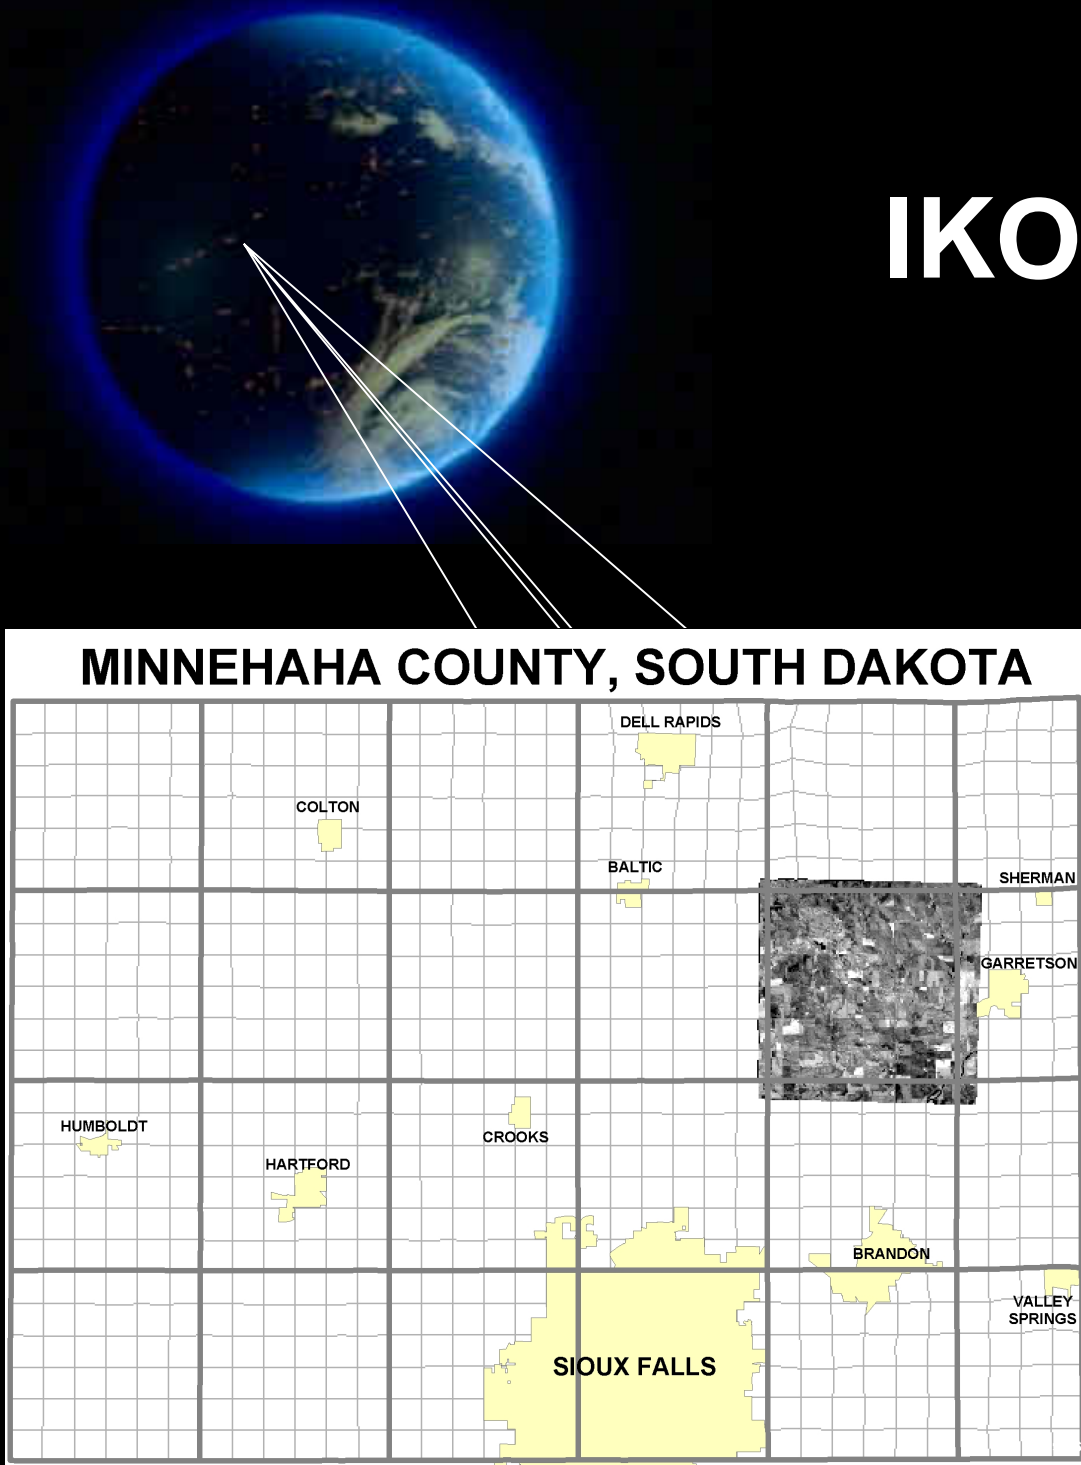 IKO
MINNEHAHA COUNTY, SOUTH DAKOTA
DELL RAPIDS
COLTON
BALTIC
SHERMAN
GARRETSON
HUMBOLDT
CROOKS
HARTFORD
BRANDON
VALLEY
SPRINGS
SIOUX FALLS